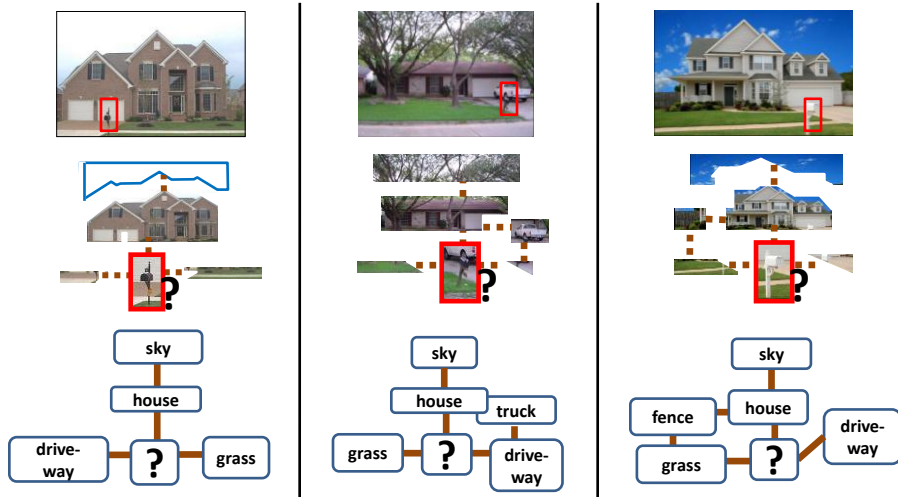 ?
sky
house
drive-
way
?
grass
?
sky
house
truck
grass
?
drive-
way
?
sky
fence
house
grass
?
drive-
way